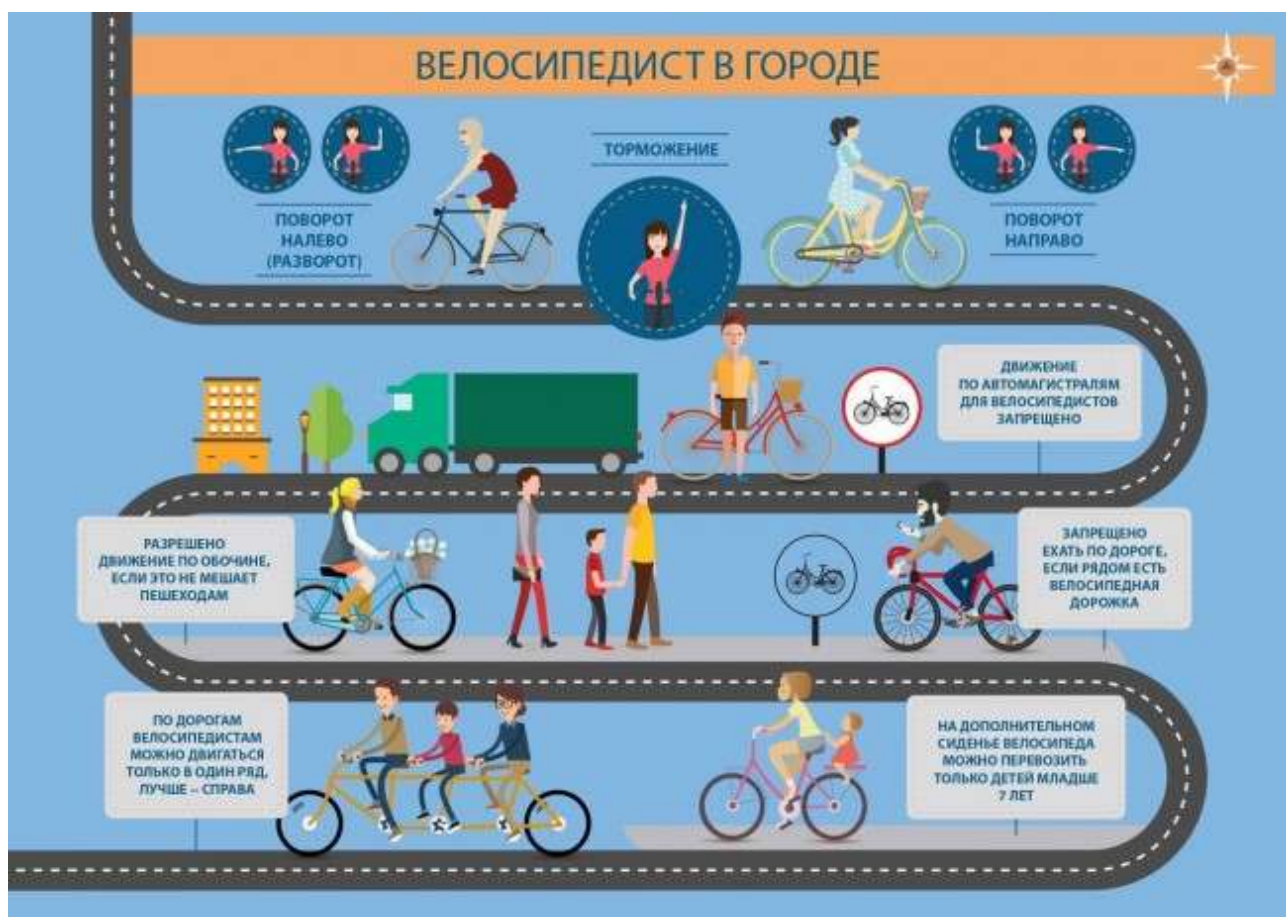 ВЕЛОСИПЕДИСТ В ГОРОДЕ
ПОВОРОТ
НАЛЕВО
(РАЗВОРОТ)
ТОРМОЖЕНИЕ
ПОВОРОТ
НАПРАВО
ДВИЖЕНИЕ
ПО АВТОМАГИСТРАЛЯМ
ДЛЯ ВЕЛОСИПЕДИСТОВ
ЗАПРЕЩЕНО
РАЗРЕШЕНО
ДВИЖЕНИЕ ПО ОБОЧИНЕ,
ЕСЛИ ЭТО НЕ МЕШАЕТ
ПЕШЕХОДАМ
ЗАПРЕЩЕНО
ЕХАТЬ ПО ДОРОГЕ,
ЕСЛИ РЯДОМ ЕСТЬ
ВЕЛОСИПЕДНАЯ
ДОРОЖКА
ПО ДОРОГАМ
ВЕЛОСИПЕДИСТАМ
МОЖНО ДВИГАТЬСЯ
ТОЛЬКО В ОДИН РЯД,
ЛУЧШЕ – СПРАВА
НА ДОПОЛНИТЕЛЬНОМ
СИДЕНЬЕ ВЕЛОСИПЕДА
МОЖНО ПЕРЕВОЗИТЬ
ТОЛЬКО ДЕТЕЙ МЛАДШЕ
7 ЛЕТ